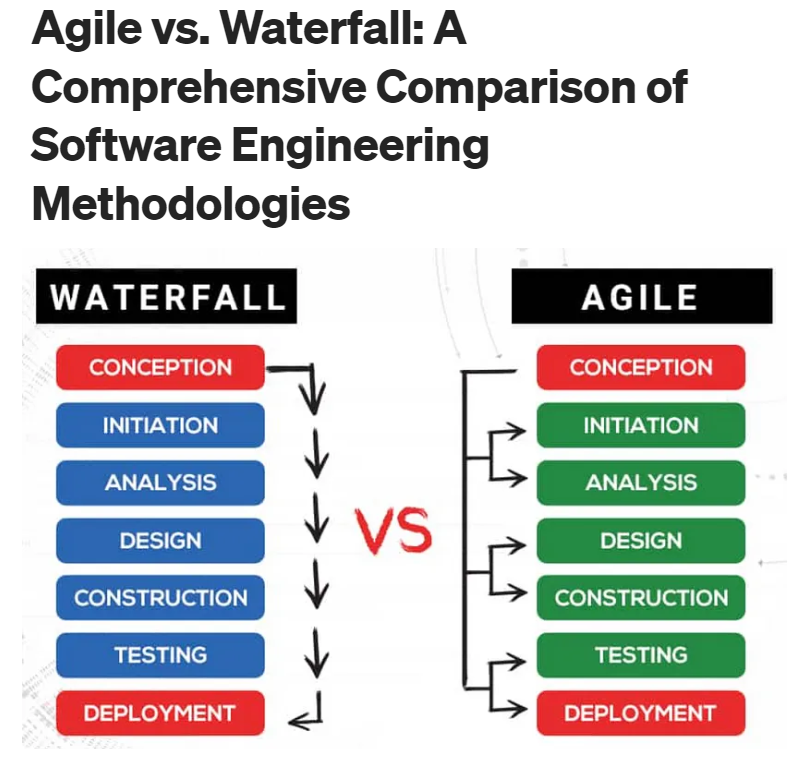 Agile vs. Waterfall: A
Comprehensive Comparison of
Software Engineering
Methodologies
WATERFALL
CONCEPTION
INITIATION
ANALYSIS
DESIGN
CONSTRUCTION
TESTING
DEPLOYMENT
VS
AGILE
CONCEPTION
INITIATION
ANALYSIS
DESIGN
CONSTRUCTION
TESTING
DEPLOYMENT